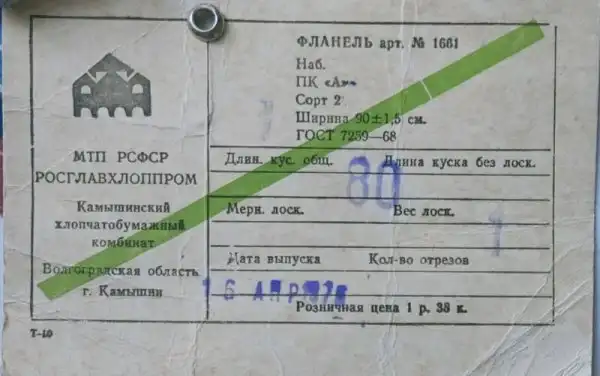 МТП РСФСР
РОСГЛАВХЛОППРОМ
Камышинский
хлопчатобумажный
комбинат
Волгоградская область
г. Камышин
Т-40
ФЛАНЕЛЬ арт. № 1661
Наб.
ПК «А»
Сорт 2
Ширина 90±1,5 см.
ГОСТ 7259—68
Длин. кус. общ. Длина куска без лоск.
80
Мерн. лоск. Вес лоск.
1
Дата выпуска Кол-во отрезов
16 АПР 1976
Розничная цена 1 р. 38 к.